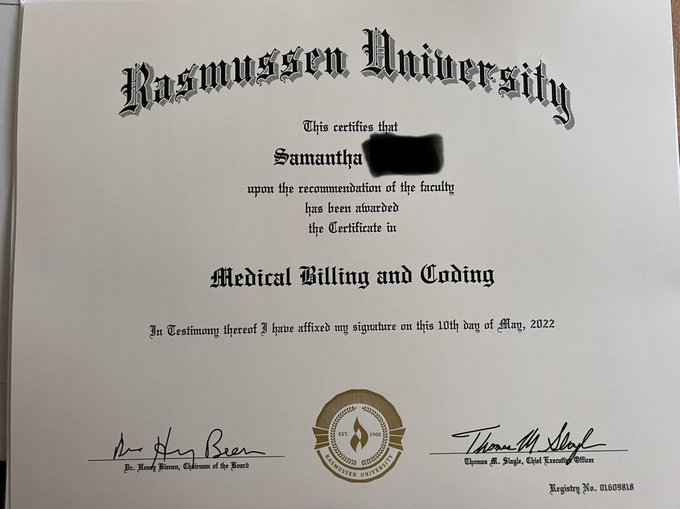 Rasmussen University
This certifies that
Samantha
upon the recommendation of the faculty
has been awarded
the Certificate in
Medical Billing and Coding
In Testimony thereof I have affixed my signature on this 10th day of May, 2022
EST. 1900
RASMUSSEN UNIVERSITY
Dr. Henry Bienen, Chairman of the Board
Thomas M. Slagle
Thomas M. Slagle, Chief Executive Officer
Registry No. 01609818